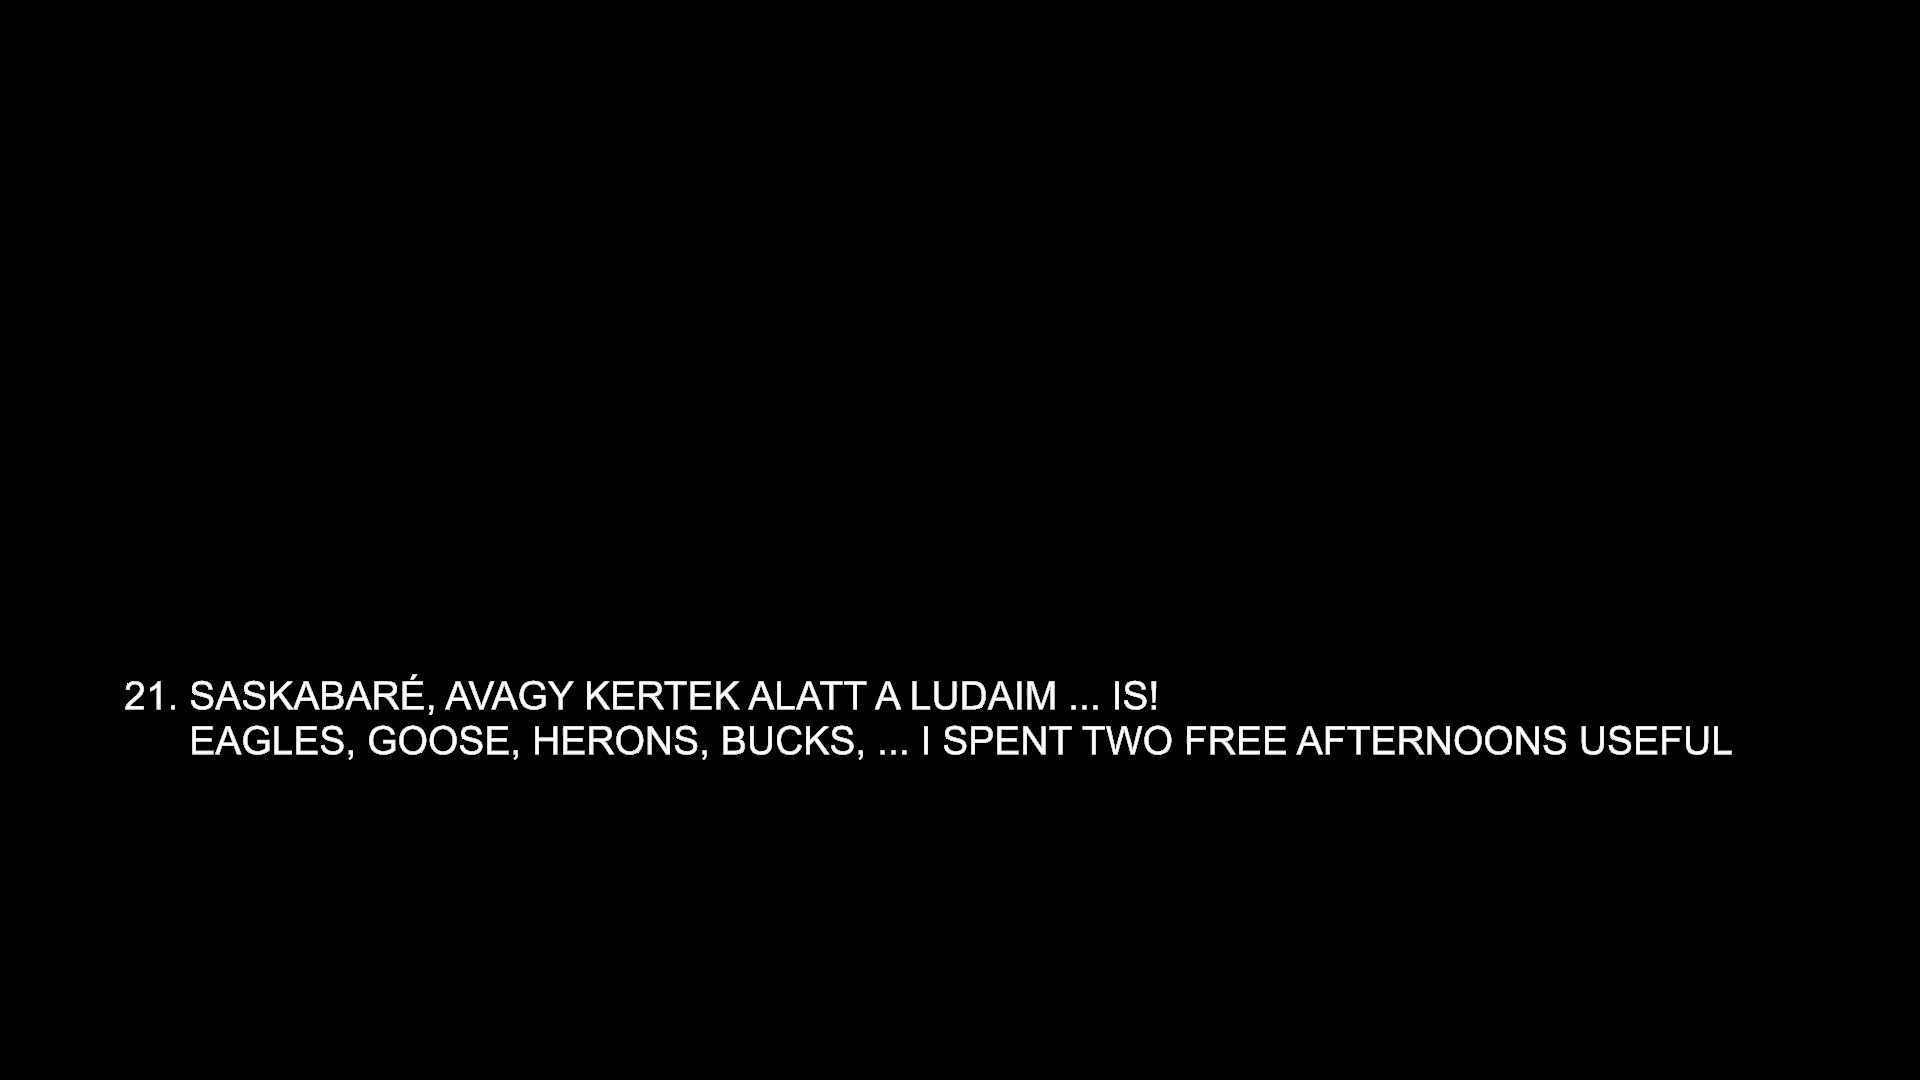 21. SASKABARÉ, AVAGY KERTEK ALATT A LUDAIM ... IS!
EAGLES, GOOSE, HERONS, BUCKS, ... I SPENT TWO FREE AFTERNOONS USEFUL